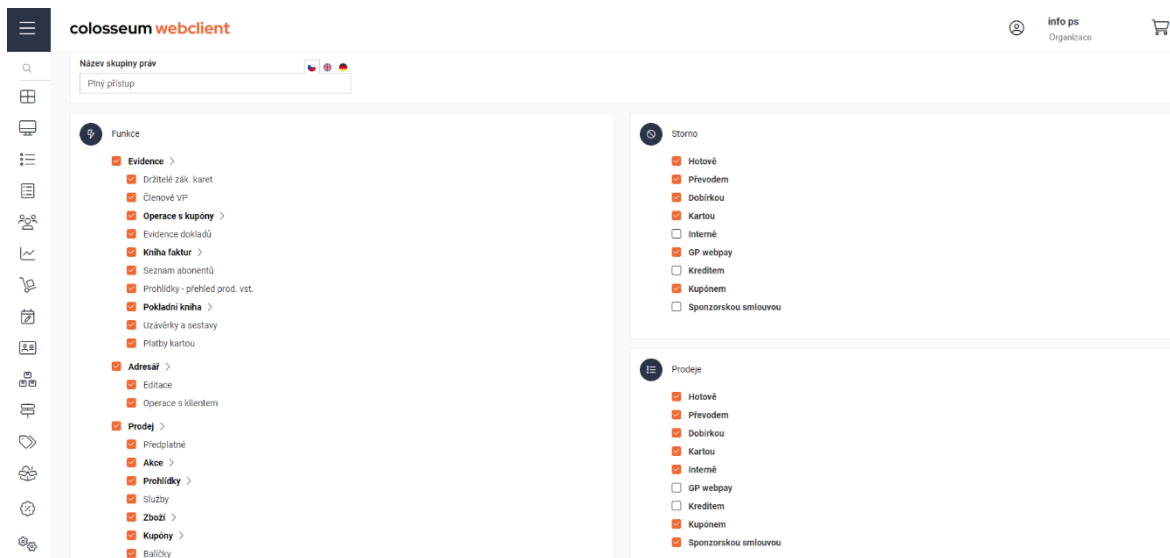 colosseum webclient
info ps
Organizace
Název skupiny práv
Plný přístup
Funkce
Evidence
Držitelé zák. karet
Členové VP
Operace s kupóny
Evidence dokladů
Kniha faktur
Seznam abonentů
Prohlídky - přehled prod. vst.
Pokladní kniha
Uzávěrky a sestavy
Platby kartou
Adresář
Editace
Operace s klientem
Prodej
Předplatné
Akce
Prohlídky
Služby
Zboží
Kupóny
Balíčky
Storno
Hotově
Převodem
Dobírkou
Kartou
Interně
GP webpay
Kreditem
Kupónem
Sponzorskou smlouvou
Prodeje
Hotově
Převodem
Dobírkou
Kartou
Interně
GP webpay
Kreditem
Kupónem
Sponzorskou smlouvou